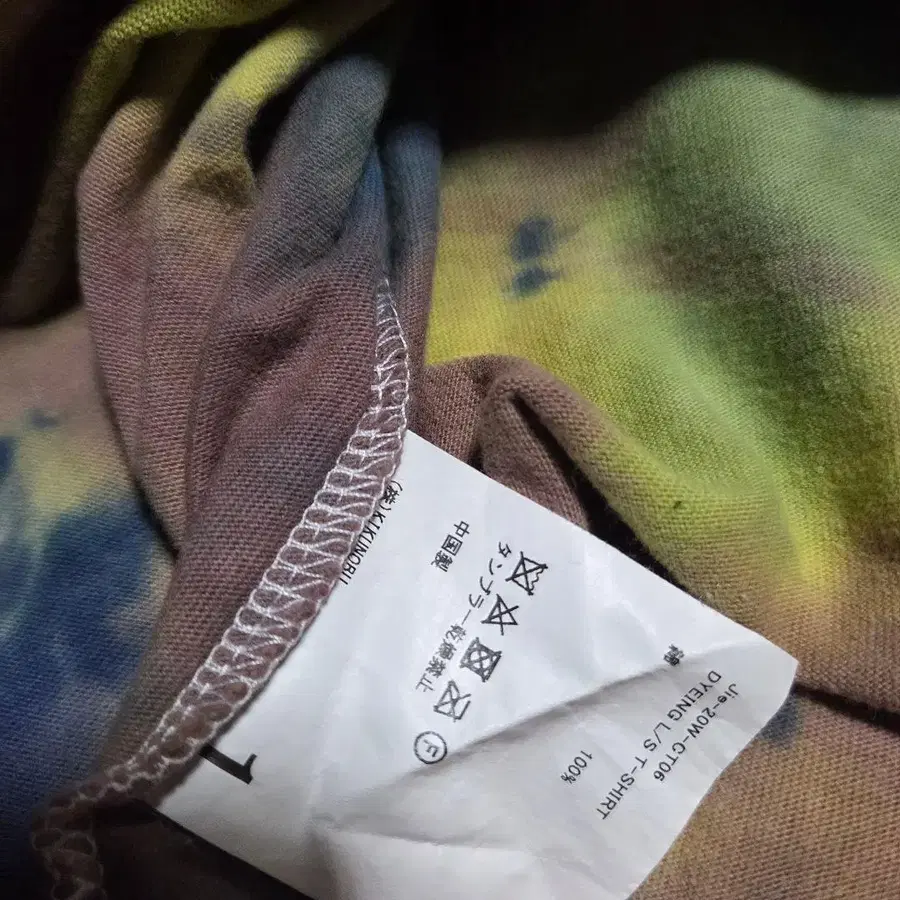 Jie-20W-CT06
DYEING L/S T-SHIRT
綿 100%
F
タンブラー乾燥禁止
中国製
(株)KIKUNOBU
1